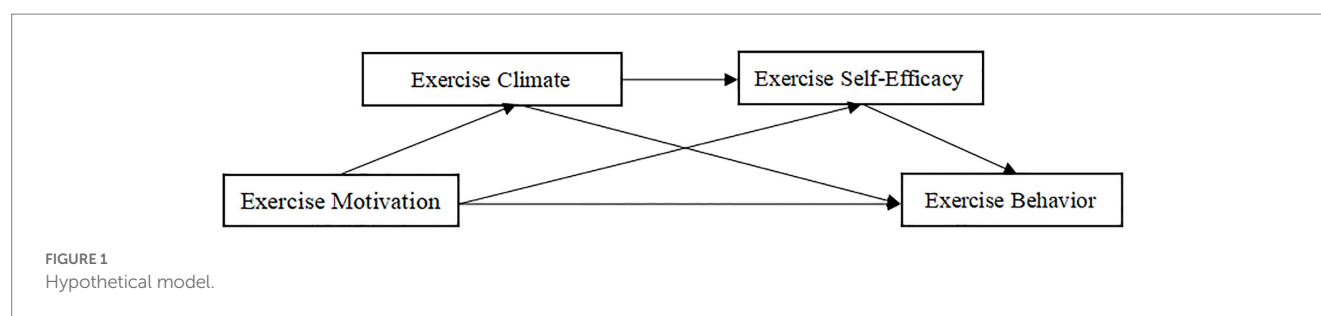 Exercise Climate
Exercise Self-Efficacy
Exercise Motivation
Exercise Behavior
FIGURE 1
Hypothetical model.